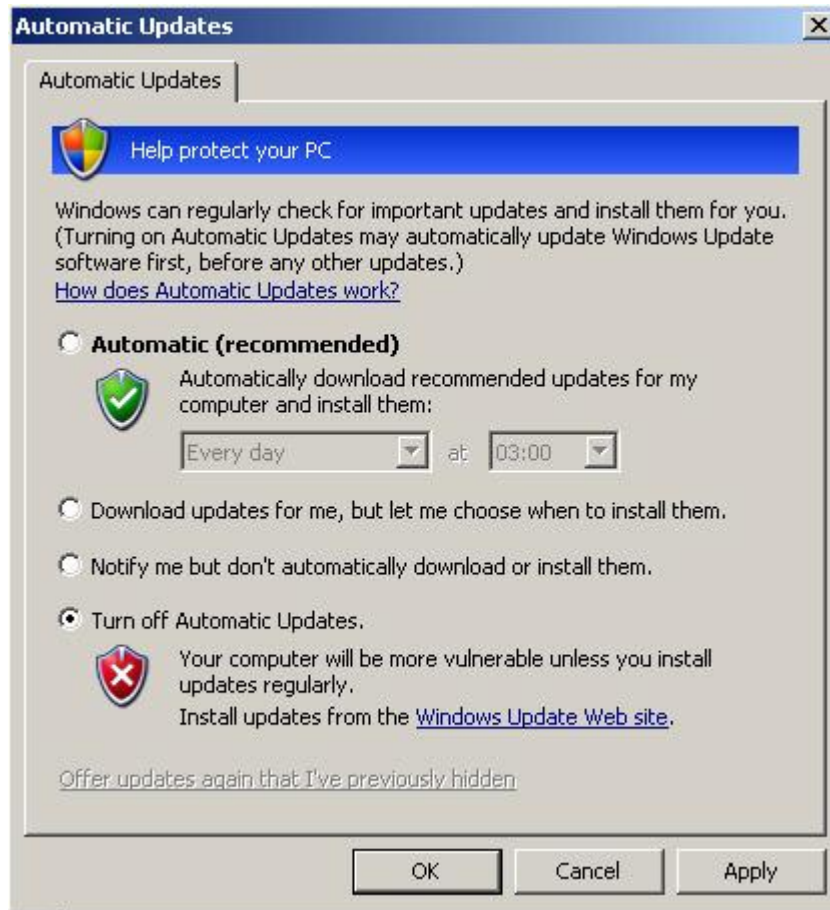 Automatic Updates
Automatic Updates
Help protect your PC
Windows can regularly check for important updates and install them for you.
(Turning on Automatic Updates may automatically update Windows Update
software first, before any other updates.)
How does Automatic Updates work?
Automatic (recommended)
Automatically download recommended updates for my
computer and install them:
Every day at 03:00
Download updates for me, but let me choose when to install them.
Notify me but don't automatically download or install them.
Turn off Automatic Updates.
Your computer will be more vulnerable unless you install
updates regularly.
Install updates from the Windows Update Web site.
Offer updates again that I've previously hidden
OK Cancel Apply